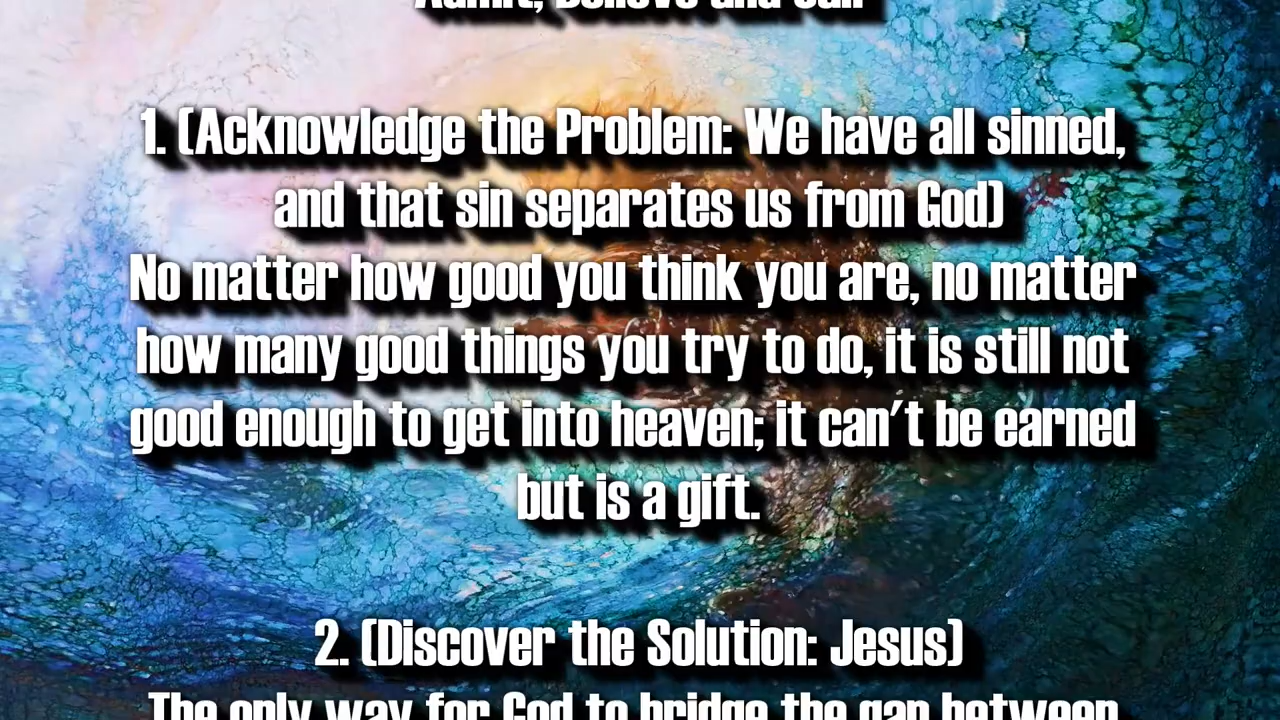 Admit, Believe and Call
1. (Acknowledge the Problem: We have all sinned,
and that sin separates us from God)
No matter how good you think you are, no matter
how many good things you try to do, it is still not
good enough to get into heaven; it can't be earned
but is a gift.
2. (Discover the Solution: Jesus)
The only way for God to bridge the gap between